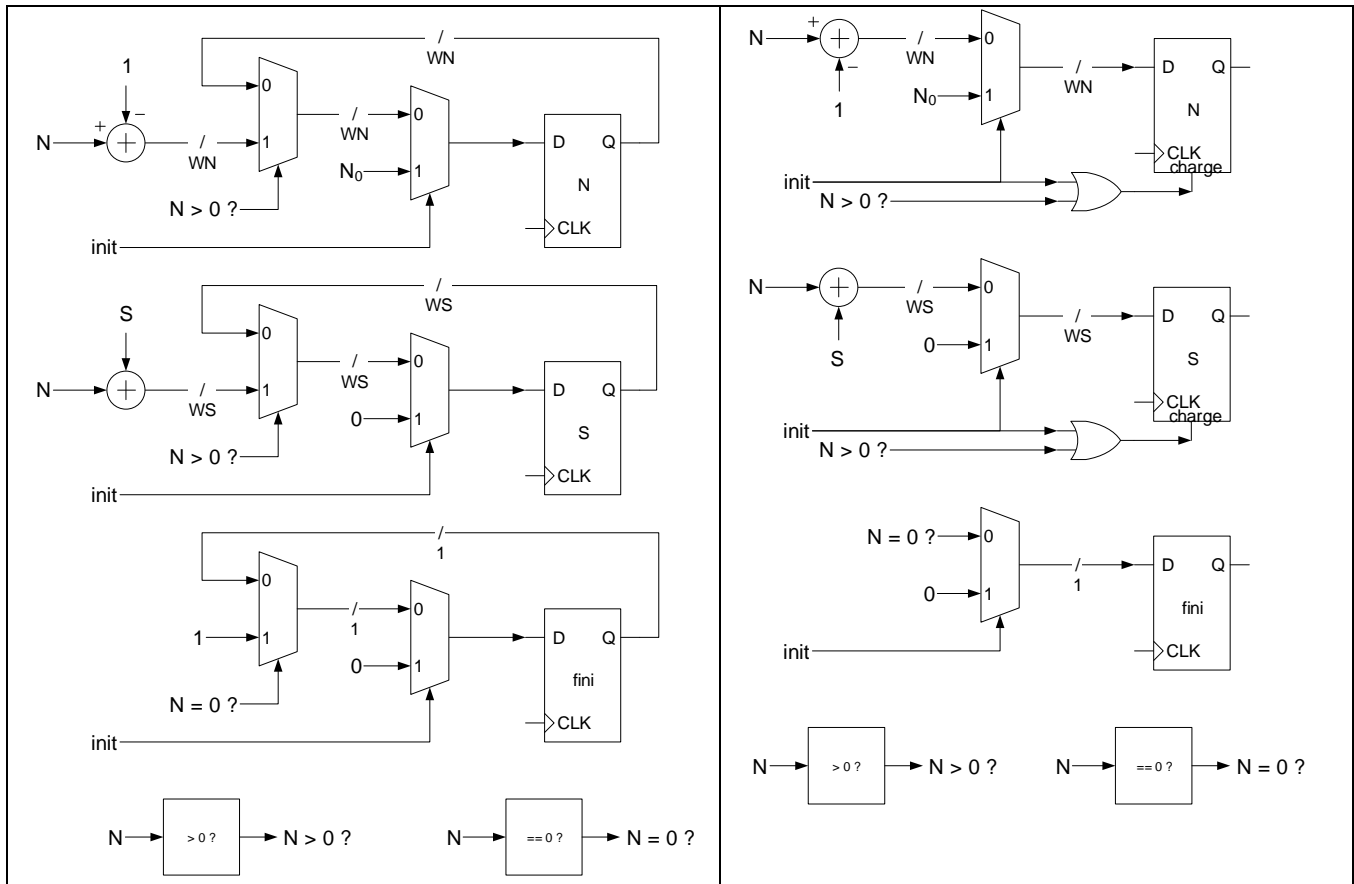 /
WN
1
0
−
/
0
+
WN
D Q
N
+
/
1
WN
N₀
1
N
N > 0 ?
CLK
init
/
WS
S
0
/
0
WS
D Q
N
+
/
1
WS
0
1
S
N > 0 ?
CLK
init
/
1
0
/
0
1
1
1
D Q
0
1
fini
N = 0 ?
CLK
init
N
> 0 ?
N > 0 ?
N
== 0 ?
N = 0 ?
+
N
+
/
0
WN
−
/
D Q
WN
1
N₀
1
N
CLK
charge
init
N > 0 ?
N
+
/
0
WS
/
D Q
WS
S
0
1
S
CLK
charge
init
N > 0 ?
N = 0 ?
0
/
D Q
1
0
1
fini
init
CLK
N
> 0 ?
N > 0 ?
N
== 0 ?
N = 0 ?